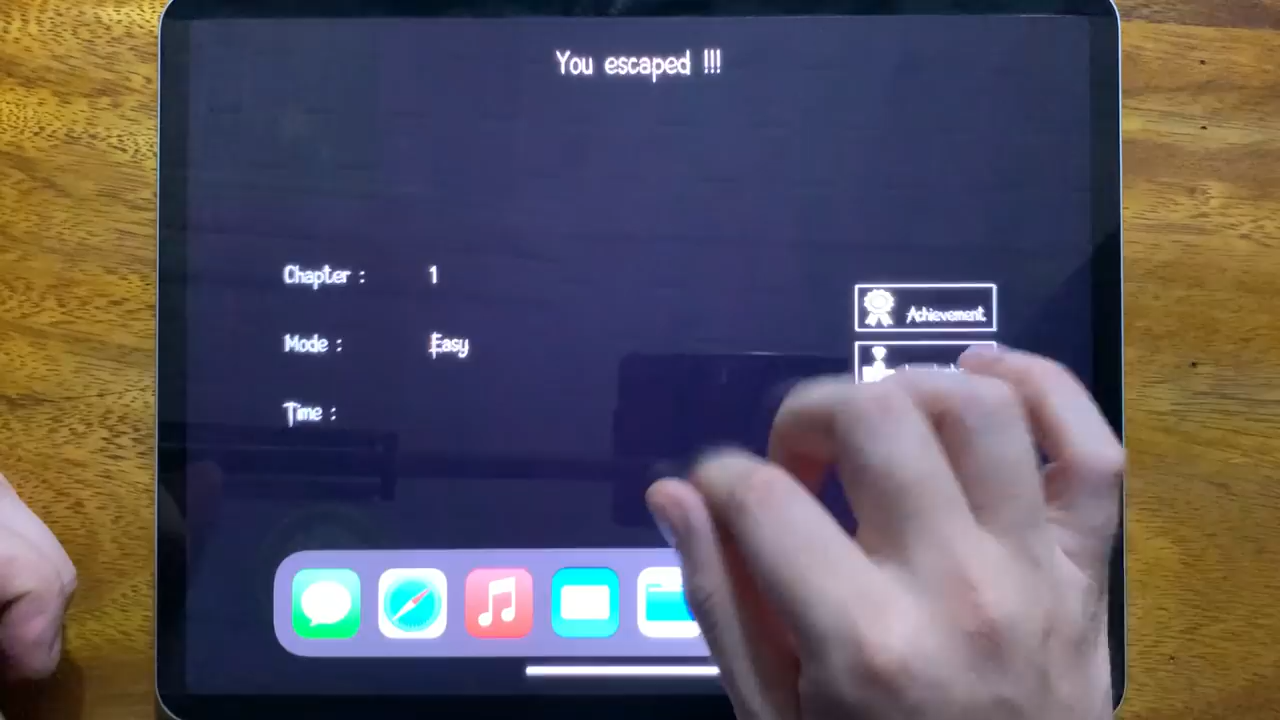 You escaped !!!
Chapter : 1
Mode : Easy
Time :
Achievement